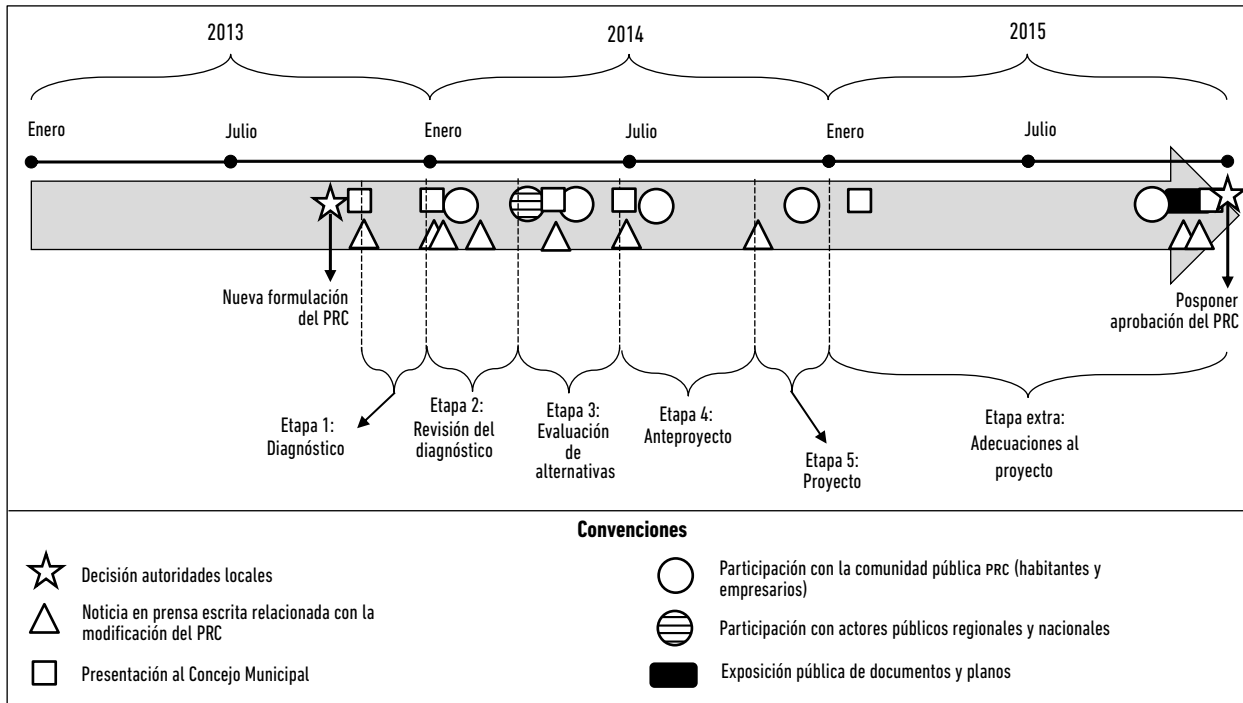 2013
2014
2015
Enero
Julio
Enero
Julio
Enero
Julio
Nueva formulación
del PRC
Posponer
aprobación del PRC
Etapa 1:
Diagnóstico
Etapa 2:
Revisión del
diagnóstico
Etapa 3:
Evaluación
de
alternativas
Etapa 4:
Anteproyecto
Etapa 5:
Proyecto
Etapa extra:
Adecuaciones al
proyecto
Convenciones
Decisión autoridades locales
Noticia en prensa escrita relacionada con la
modificación del PRC
Presentación al Concejo Municipal
Participación con la comunidad pública PRC (habitantes y
empresarios)
Participación con actores públicos regionales y nacionales
Exposición pública de documentos y planos